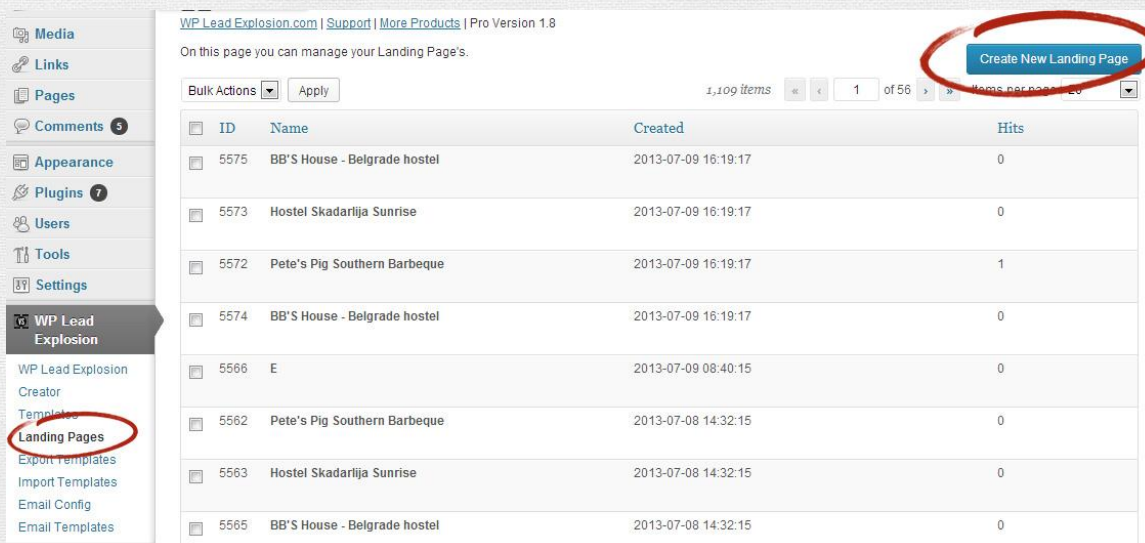 WP Lead Explosion.com | Support | More Products | Pro Version 1.8
On this page you can manage your Landing Page's.
Create New Landing Page
Bulk Actions Apply 1,109 items « ‹ 1 of 56 › » Items per page 20
ID Name Created Hits
5575 BB'S House - Belgrade hostel 2013-07-09 16:19:17 0
5573 Hostel Skadarlija Sunrise 2013-07-09 16:19:17 0
5572 Pete's Pig Southern Barbeque 2013-07-09 16:19:17 1
5574 BB'S House - Belgrade hostel 2013-07-09 16:19:17 0
5566 E 2013-07-09 08:40:15 0
5562 Pete's Pig Southern Barbeque 2013-07-08 14:32:15 0
5563 Hostel Skadarlija Sunrise 2013-07-08 14:32:15 0
5565 BB'S House - Belgrade hostel 2013-07-08 14:32:15 0
Media
Links
Pages
Comments 5
Appearance
Plugins 7
Users
Tools
Settings
WP Lead
Explosion
WP Lead Explosion
Creator
Templates
Landing Pages
Export Templates
Import Templates
Email Config
Email Templates